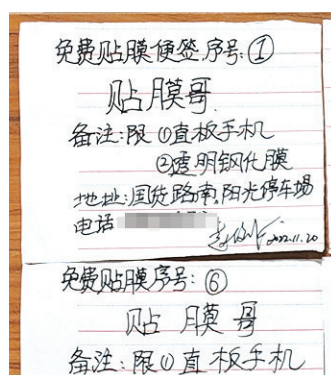 免费贴膜便签.序号:①
贴膜哥.
备注:限①直板手机
②透明钢化膜
地址:国货路南,阳光停车场
电话
2022.11.20
免费贴膜序号:⑥
贴膜哥
备注:限①直板手机